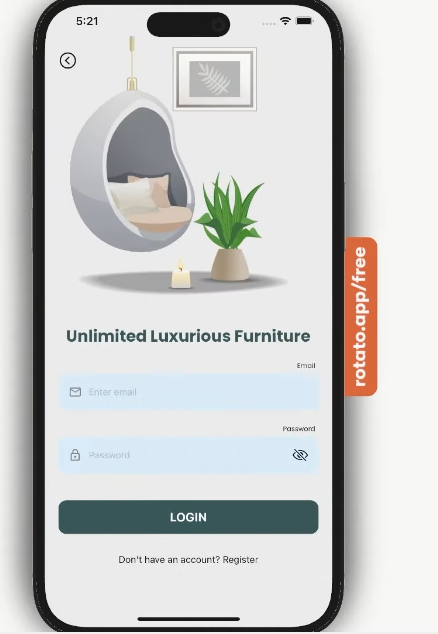 5:21
Unlimited Luxurious Furniture
Email
Enter email
Password
Password
LOGIN
Don't have an account? Register
rotato.app/free